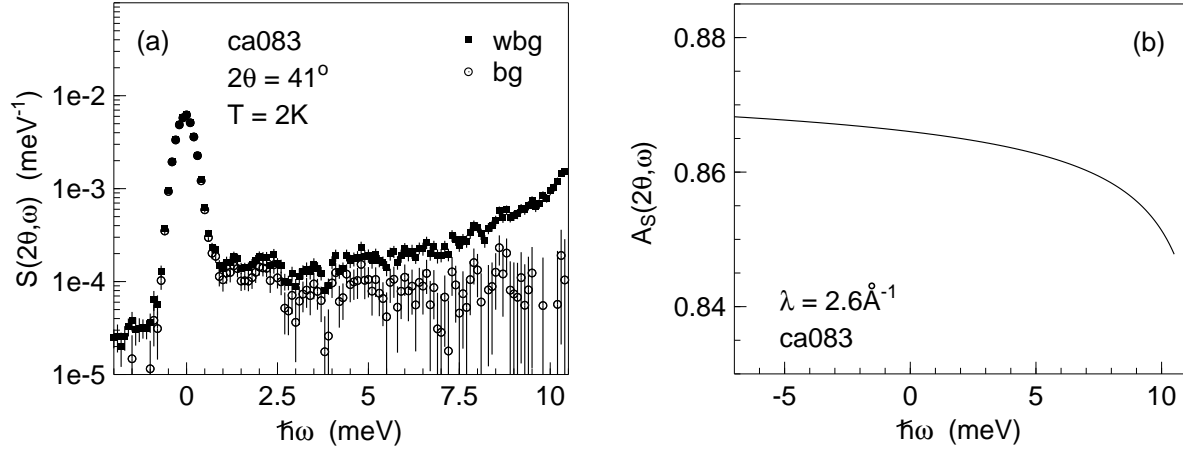 (a)
ca083
2θ = 41°
T = 2K
wbg
bg
S(2θ,ω) (meV⁻¹)
1e-2
1e-3
1e-4
1e-5
0 2.5 5 7.5 10
ħω (meV)
(b)
0.88
0.86
0.84
A_S(2θ,ω)
λ = 2.6Å⁻¹
ca083
-5 0 5 10
ħω (meV)